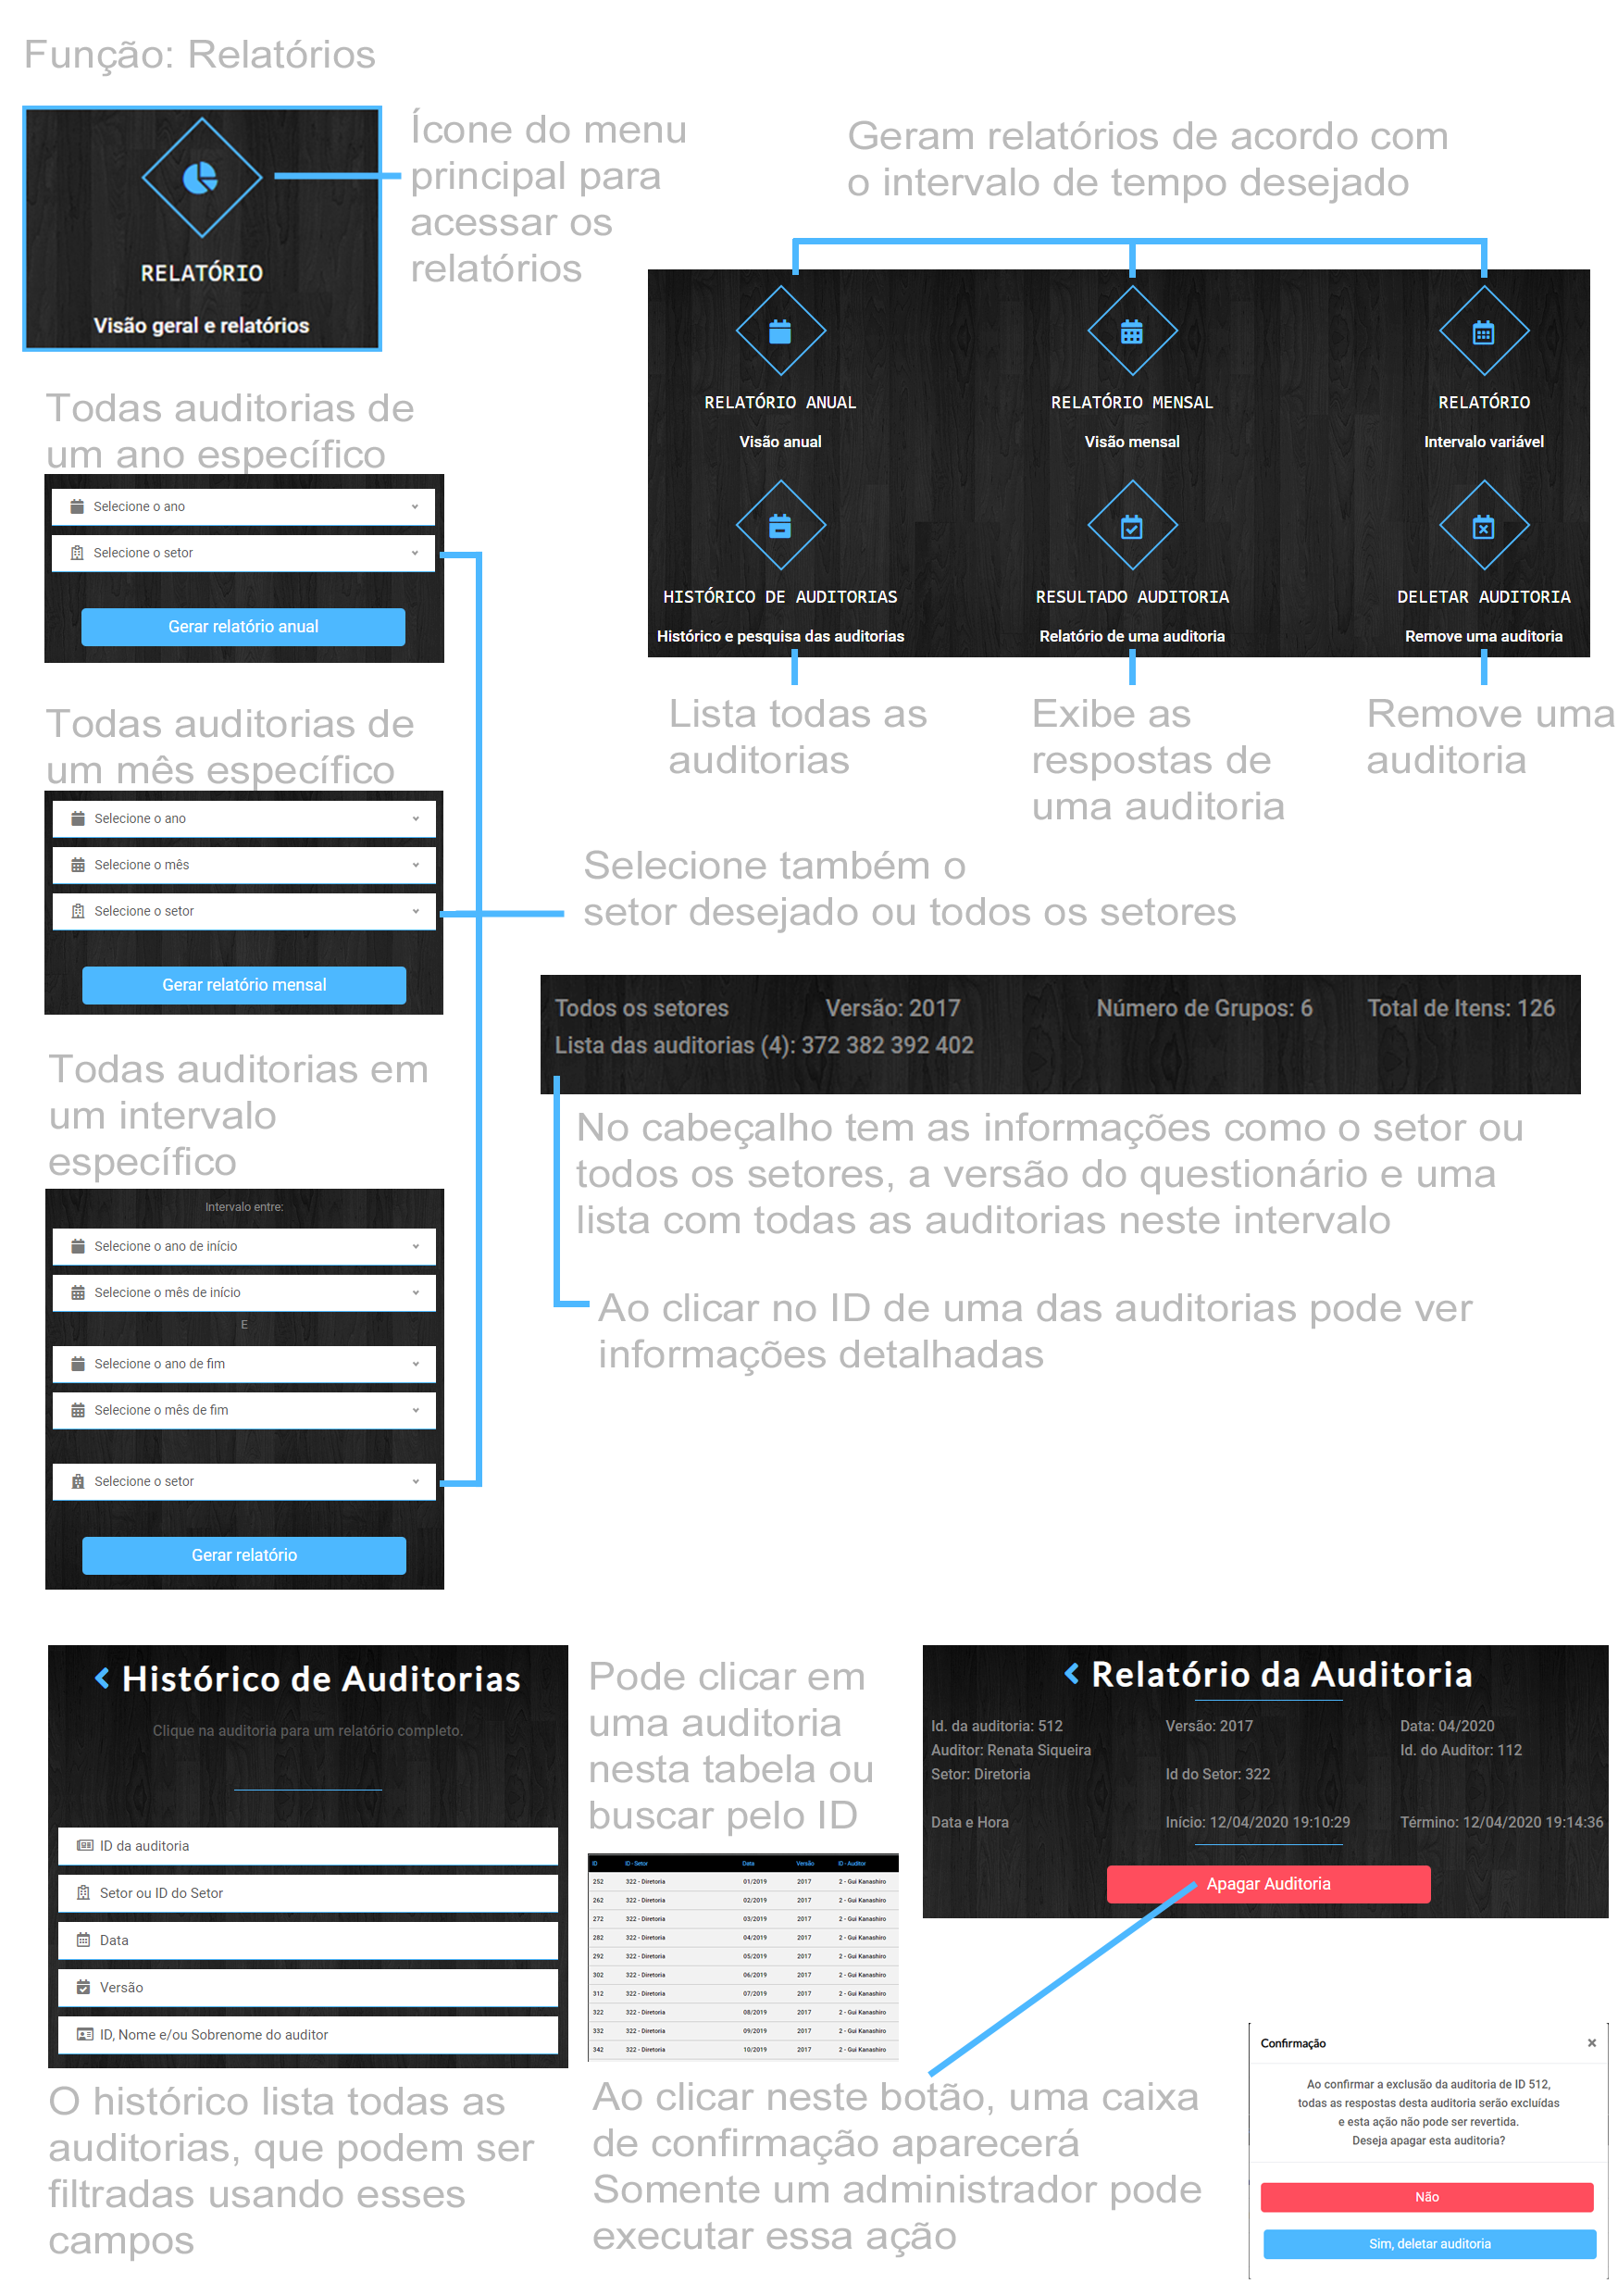 Função: Relatórios
RELATÓRIO
Visão geral e relatórios
Ícone do menu
principal para
acessar os
relatórios
Geram relatórios de acordo com
o intervalo de tempo desejado
RELATÓRIO ANUAL
Visão anual
RELATÓRIO MENSAL
Visão mensal
RELATÓRIO
Intervalo variável
HISTÓRICO DE AUDITORIAS
Histórico e pesquisa das auditorias
RESULTADO AUDITORIA
Relatório de uma auditoria
DELETAR AUDITORIA
Remove uma auditoria
Lista todas as
auditorias
Exibe as
respostas de
uma auditoria
Remove uma
auditoria
Todas auditorias de
um ano específico
Selecione o ano
Selecione o setor
Gerar relatório anual
Todas auditorias de
um mês específico
Selecione o ano
Selecione o mês
Selecione o setor
Gerar relatório mensal
Selecione também o
setor desejado ou todos os setores
Todas auditorias em
um intervalo
específico
Intervalo entre:
Selecione o ano de início
Selecione o mês de início
E
Selecione o ano de fim
Selecione o mês de fim
Selecione o setor
Gerar relatório
Todos os setores Versão: 2017 Número de Grupos: 6 Total de Itens: 126
Lista das auditorias (4): 372 382 392 402
No cabeçalho tem as informações como o setor ou
todos os setores, a versão do questionário e uma
lista com todas as auditorias neste intervalo
Ao clicar no ID de uma das auditorias pode ver
informações detalhadas
Histórico de Auditorias
Clique na auditoria para um relatório completo.
ID da auditoria
Setor ou ID do Setor
Data
Versão
ID, Nome e/ou Sobrenome do auditor
O histórico lista todas as
auditorias, que podem ser
filtradas usando esses
campos
Pode clicar em
uma auditoria
nesta tabela ou
buscar pelo ID
ID ID - Setor Data Versão ID - Auditor
252 322 - Diretoria 01/2019 2017 2 - Gui Kanashiro
262 322 - Diretoria 02/2019 2017 2 - Gui Kanashiro
272 322 - Diretoria 03/2019 2017 2 - Gui Kanashiro
282 322 - Diretoria 04/2019 2017 2 - Gui Kanashiro
292 322 - Diretoria 05/2019 2017 2 - Gui Kanashiro
302 322 - Diretoria 06/2019 2017 2 - Gui Kanashiro
312 322 - Diretoria 07/2019 2017 2 - Gui Kanashiro
322 322 - Diretoria 08/2019 2017 2 - Gui Kanashiro
332 322 - Diretoria 09/2019 2017 2 - Gui Kanashiro
342 322 - Diretoria 10/2019 2017 2 - Gui Kanashiro
Relatório da Auditoria
Id. da auditoria: 512 Versão: 2017 Data: 04/2020
Auditor: Renata Siqueira Id. do Auditor: 112
Setor: Diretoria Id do Setor: 322
Data e Hora Início: 12/04/2020 19:10:29 Término: 12/04/2020 19:14:36
Apagar Auditoria
Ao clicar neste botão, uma caixa
de confirmação aparecerá
Somente um administrador pode
executar essa ação
Confirmação ×
Ao confirmar a exclusão da auditoria de ID 512,
todas as respostas desta auditoria serão excluídas
e esta ação não pode ser revertida.
Deseja apagar esta auditoria?
Não
Sim, deletar auditoria